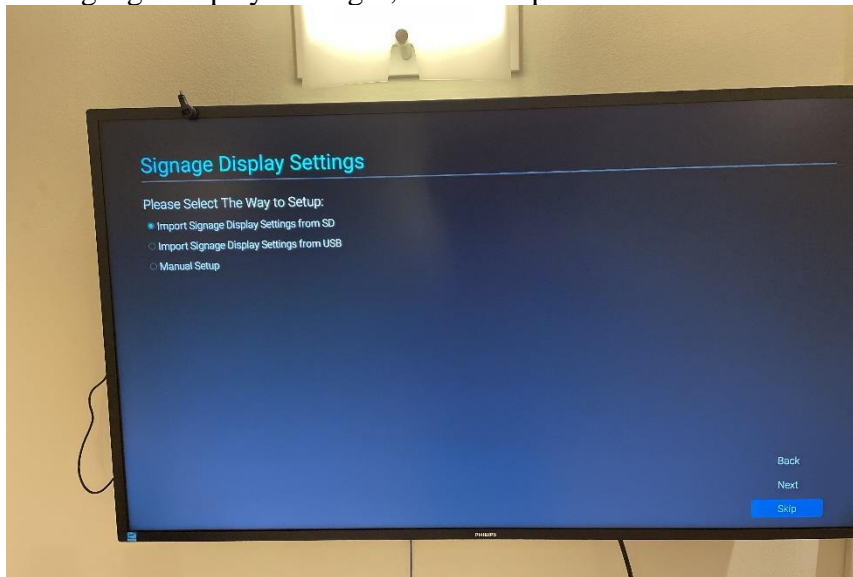 Signage Display Settings
Please Select The Way to Setup:
Import Signage Display Settings from SD
Import Signage Display Settings from USB
Manual Setup
Back
Next
Skip
PHILIPS